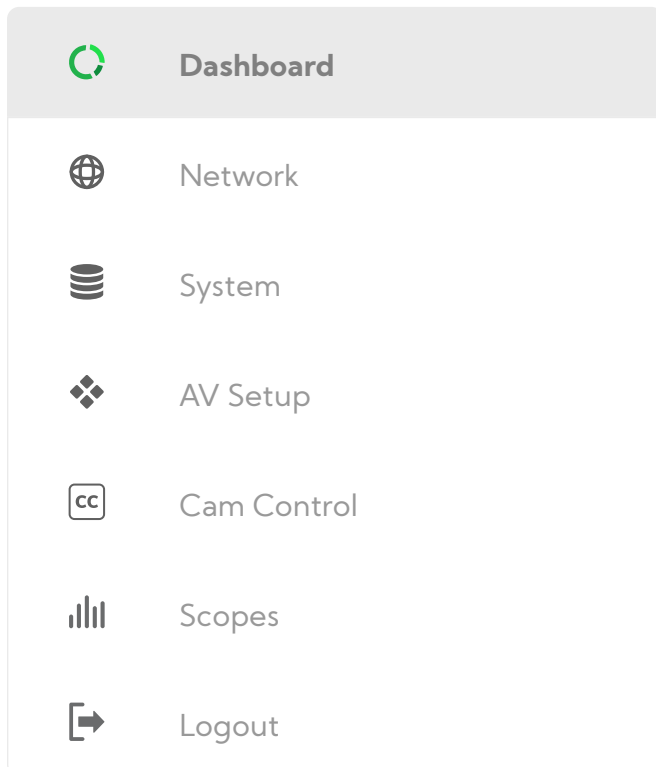 Dashboard
Network
System
AV Setup
CC Cam Control
Scopes
Logout